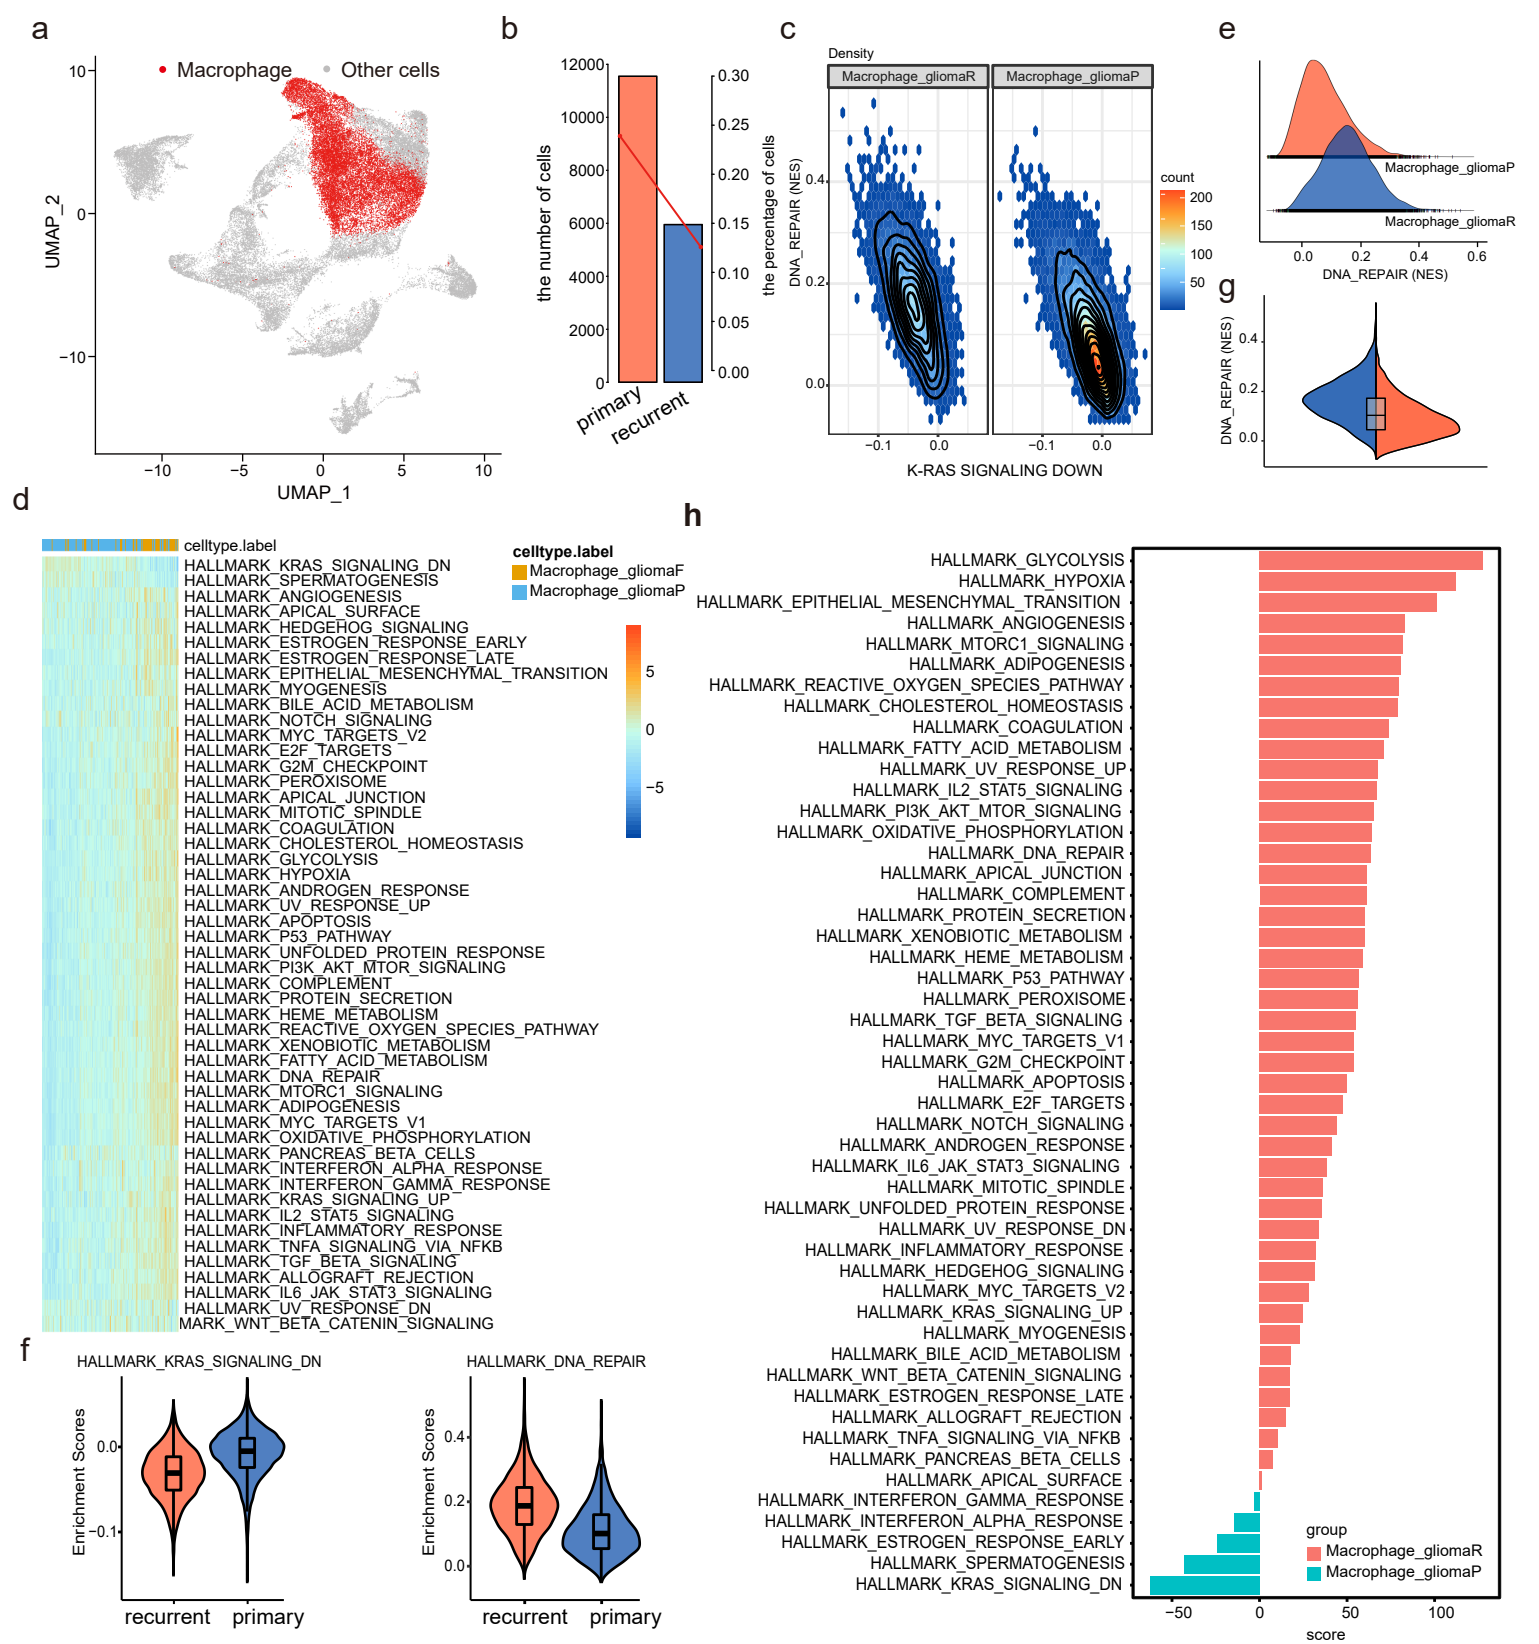 a
Macrophage
Other cells
10
0
−10
UMAP_2
−10
−5
0
5
10
UMAP_1
b
the number of cells
12000
10000
8000
6000
4000
2000
0
0.30
0.25
0.20
0.15
0.10
0.05
0.00
the percentage of cells
primary
recurrent
c
Density
Macrophage_gliomaR
Macrophage_gliomaP
DNA_REPAIR (NES)
0.4
0.2
0.0
−0.1
0.0
−0.1
0.0
K-RAS SIGNALING DOWN
count
200
150
100
50
e
Macrophage_gliomaP
Macrophage_gliomaR
0.0
0.2
0.4
0.6
DNA_REPAIR (NES)
g
DNA_REPAIR (NES)
0.4
0.2
0.0
d
celltype.label
HALLMARK_KRAS_SIGNALING_DN
HALLMARK_SPERMATOGENESIS
HALLMARK_ANGIOGENESIS
HALLMARK_APICAL_SURFACE
HALLMARK_HEDGEHOG_SIGNALING
HALLMARK_ESTROGEN_RESPONSE_EARLY
HALLMARK_ESTROGEN_RESPONSE_LATE
HALLMARK_EPITHELIAL_MESENCHYMAL_TRANSITION
HALLMARK_MYOGENESIS
HALLMARK_BILE_ACID_METABOLISM
HALLMARK_NOTCH_SIGNALING
HALLMARK_MYC_TARGETS_V2
HALLMARK_E2F_TARGETS
HALLMARK_G2M_CHECKPOINT
HALLMARK_PEROXISOME
HALLMARK_APICAL_JUNCTION
HALLMARK_MITOTIC_SPINDLE
HALLMARK_COAGULATION
HALLMARK_CHOLESTEROL_HOMEOSTASIS
HALLMARK_GLYCOLYSIS
HALLMARK_HYPOXIA
HALLMARK_ANDROGEN_RESPONSE
HALLMARK_UV_RESPONSE_UP
HALLMARK_APOPTOSIS
HALLMARK_P53_PATHWAY
HALLMARK_UNFOLDED_PROTEIN_RESPONSE
HALLMARK_PI3K_AKT_MTOR_SIGNALING
HALLMARK_COMPLEMENT
HALLMARK_PROTEIN_SECRETION
HALLMARK_HEME_METABOLISM
HALLMARK_REACTIVE_OXYGEN_SPECIES_PATHWAY
HALLMARK_XENOBIOTIC_METABOLISM
HALLMARK_FATTY_ACID_METABOLISM
HALLMARK_DNA_REPAIR
HALLMARK_MTORC1_SIGNALING
HALLMARK_ADIPOGENESIS
HALLMARK_MYC_TARGETS_V1
HALLMARK_OXIDATIVE_PHOSPHORYLATION
HALLMARK_PANCREAS_BETA_CELLS
HALLMARK_INTERFERON_ALPHA_RESPONSE
HALLMARK_INTERFERON_GAMMA_RESPONSE
HALLMARK_KRAS_SIGNALING_UP
HALLMARK_IL2_STAT5_SIGNALING
HALLMARK_INFLAMMATORY_RESPONSE
HALLMARK_TNFA_SIGNALING_VIA_NFKB
HALLMARK_TGF_BETA_SIGNALING
HALLMARK_ALLOGRAFT_REJECTION
HALLMARK_IL6_JAK_STAT3_SIGNALING
HALLMARK_UV_RESPONSE_DN
MARK_WNT_BETA_CATENIN_SIGNALING
celltype.label
Macrophage_gliomaF
Macrophage_gliomaP
5
0
−5
f
HALLMARK_KRAS_SIGNALING_DN
Enrichment Scores
0.0
−0.1
recurrent
primary
HALLMARK_DNA_REPAIR
Enrichment Scores
0.4
0.2
0.0
recurrent
primary
h
HALLMARK_GLYCOLYSIS
HALLMARK_HYPOXIA
HALLMARK_EPITHELIAL_MESENCHYMAL_TRANSITION
HALLMARK_ANGIOGENESIS
HALLMARK_MTORC1_SIGNALING
HALLMARK_ADIPOGENESIS
HALLMARK_REACTIVE_OXYGEN_SPECIES_PATHWAY
HALLMARK_CHOLESTEROL_HOMEOSTASIS
HALLMARK_COAGULATION
HALLMARK_FATTY_ACID_METABOLISM
HALLMARK_UV_RESPONSE_UP
HALLMARK_IL2_STAT5_SIGNALING
HALLMARK_PI3K_AKT_MTOR_SIGNALING
HALLMARK_OXIDATIVE_PHOSPHORYLATION
HALLMARK_DNA_REPAIR
HALLMARK_APICAL_JUNCTION
HALLMARK_COMPLEMENT
HALLMARK_PROTEIN_SECRETION
HALLMARK_XENOBIOTIC_METABOLISM
HALLMARK_HEME_METABOLISM
HALLMARK_P53_PATHWAY
HALLMARK_PEROXISOME
HALLMARK_TGF_BETA_SIGNALING
HALLMARK_MYC_TARGETS_V1
HALLMARK_G2M_CHECKPOINT
HALLMARK_APOPTOSIS
HALLMARK_E2F_TARGETS
HALLMARK_NOTCH_SIGNALING
HALLMARK_ANDROGEN_RESPONSE
HALLMARK_IL6_JAK_STAT3_SIGNALING
HALLMARK_MITOTIC_SPINDLE
HALLMARK_UNFOLDED_PROTEIN_RESPONSE
HALLMARK_UV_RESPONSE_DN
HALLMARK_INFLAMMATORY_RESPONSE
HALLMARK_HEDGEHOG_SIGNALING
HALLMARK_MYC_TARGETS_V2
HALLMARK_KRAS_SIGNALING_UP
HALLMARK_MYOGENESIS
HALLMARK_BILE_ACID_METABOLISM
HALLMARK_WNT_BETA_CATENIN_SIGNALING
HALLMARK_ESTROGEN_RESPONSE_LATE
HALLMARK_ALLOGRAFT_REJECTION
HALLMARK_TNFA_SIGNALING_VIA_NFKB
HALLMARK_PANCREAS_BETA_CELLS
HALLMARK_APICAL_SURFACE
HALLMARK_INTERFERON_GAMMA_RESPONSE
HALLMARK_INTERFERON_ALPHA_RESPONSE
HALLMARK_ESTROGEN_RESPONSE_EARLY
HALLMARK_SPERMATOGENESIS
HALLMARK_KRAS_SIGNALING_DN
group
Macrophage_gliomaR
Macrophage_gliomaP
−50
0
50
100
score